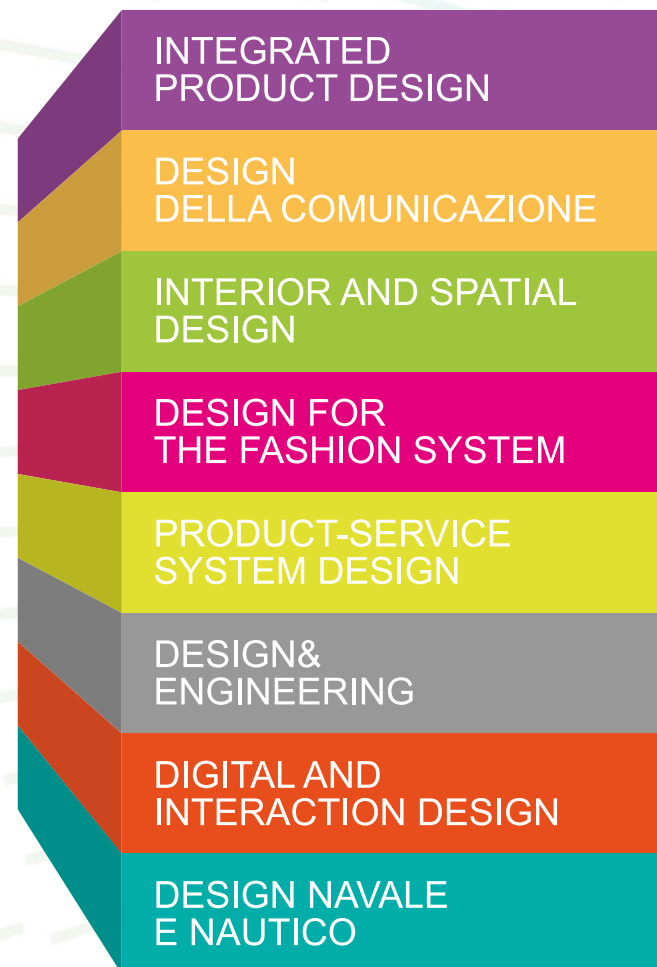 INTEGRATED
PRODUCT DESIGN
DESIGN
DELLA COMUNICAZIONE
INTERIOR AND SPATIAL
DESIGN
DESIGN FOR
THE FASHION SYSTEM
PRODUCT-SERVICE
SYSTEM DESIGN
DESIGN&
ENGINEERING
DIGITAL AND
INTERACTION DESIGN
DESIGN NAVALE
E NAUTICO